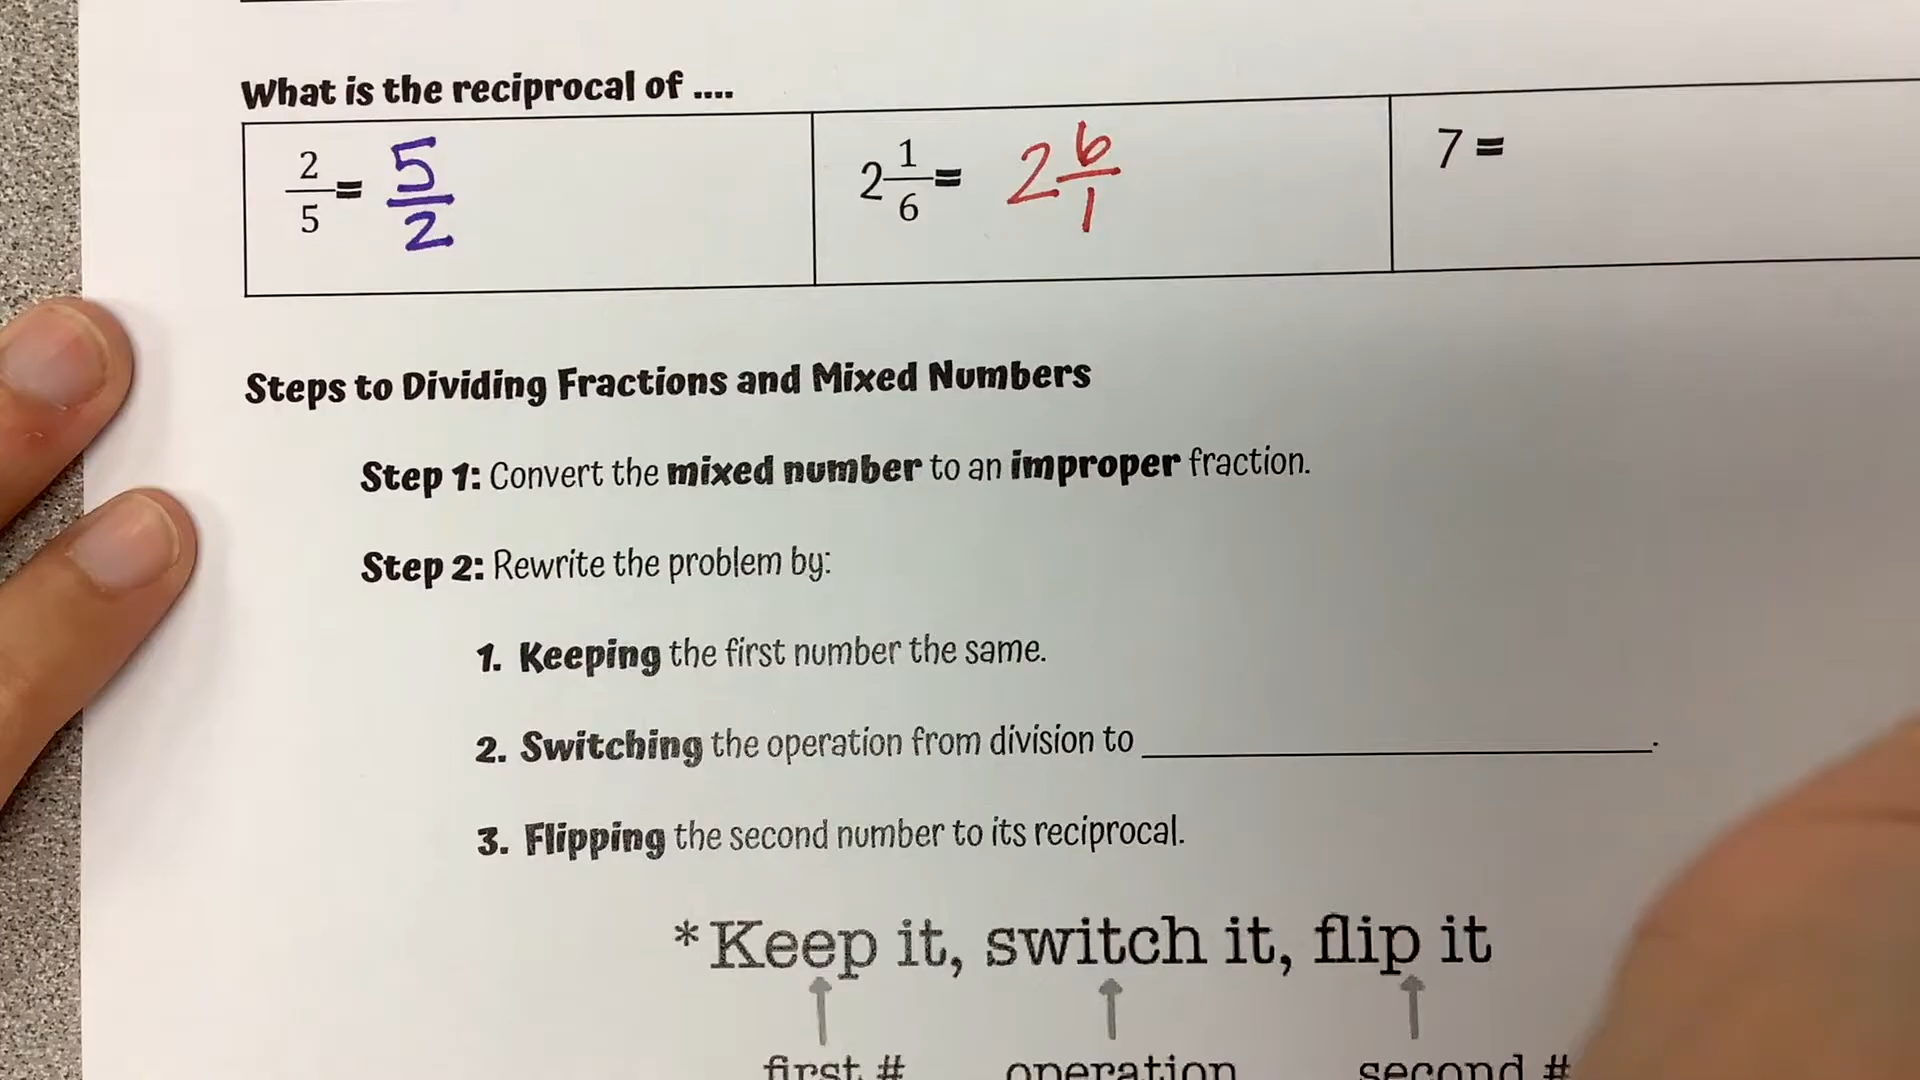 What is the reciprocal of ....
2/5 = 5/2
2 1/6 = 2 6/1
7 =
Steps to Dividing Fractions and Mixed Numbers
Step 1: Convert the mixed number to an improper fraction.
Step 2: Rewrite the problem by:
1. Keeping the first number the same.
2. Switching the operation from division to ____________________.
3. Flipping the second number to its reciprocal.
*Keep it, switch it, flip it
first # operation second #